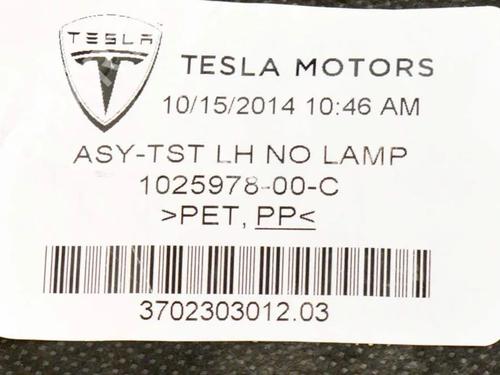 TESLA
TESLA MOTORS
10/15/2014 10:46 AM
ASY-TST LH NO LAMP
1025978-00-C
>PET, PP<
3702303012.03